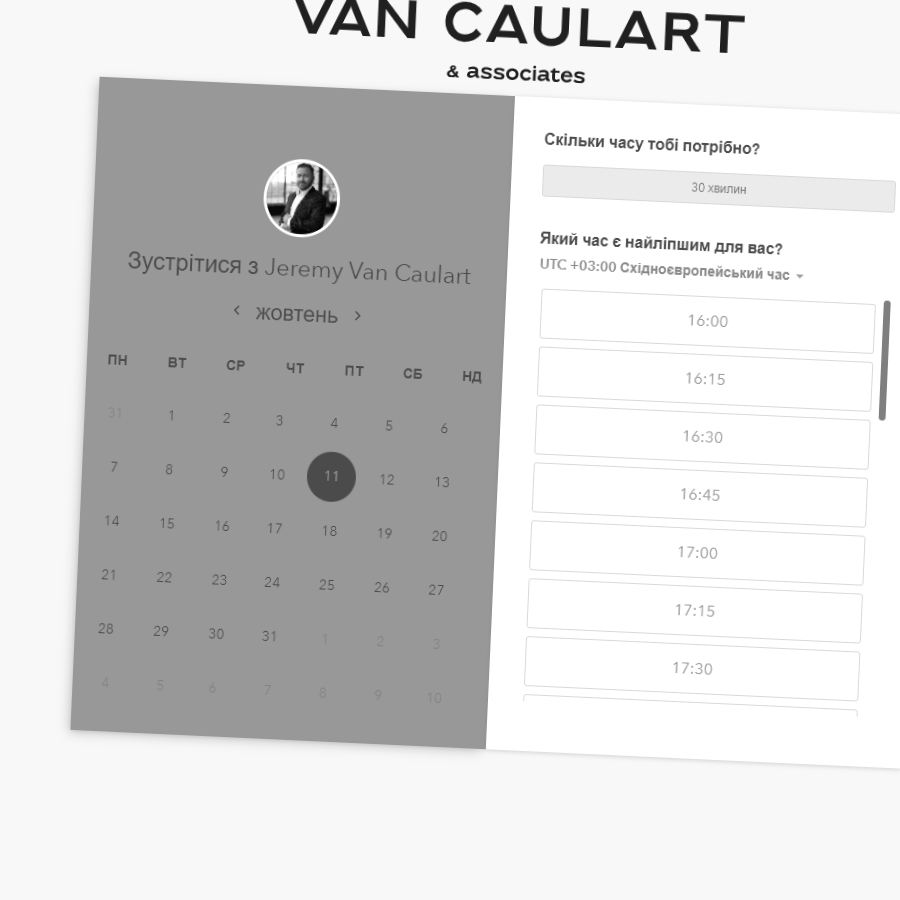 VAN CAULART
& associates
Зустрітися з Jeremy Van Caulart
жовтень
ПН ВТ СР ЧТ ПТ СБ НД
31 1 2 3 4 5 6
7 8 9 10 11 12 13
14 15 16 17 18 19 20
21 22 23 24 25 26 27
28 29 30 31 1 2 3
4 5 6 7 8 9 10
Скільки часу тобі потрібно?
30 хвилин
Який час є найліпшим для вас?
UTC +03:00 Східноєвропейський час
16:00
16:15
16:30
16:45
17:00
17:15
17:30